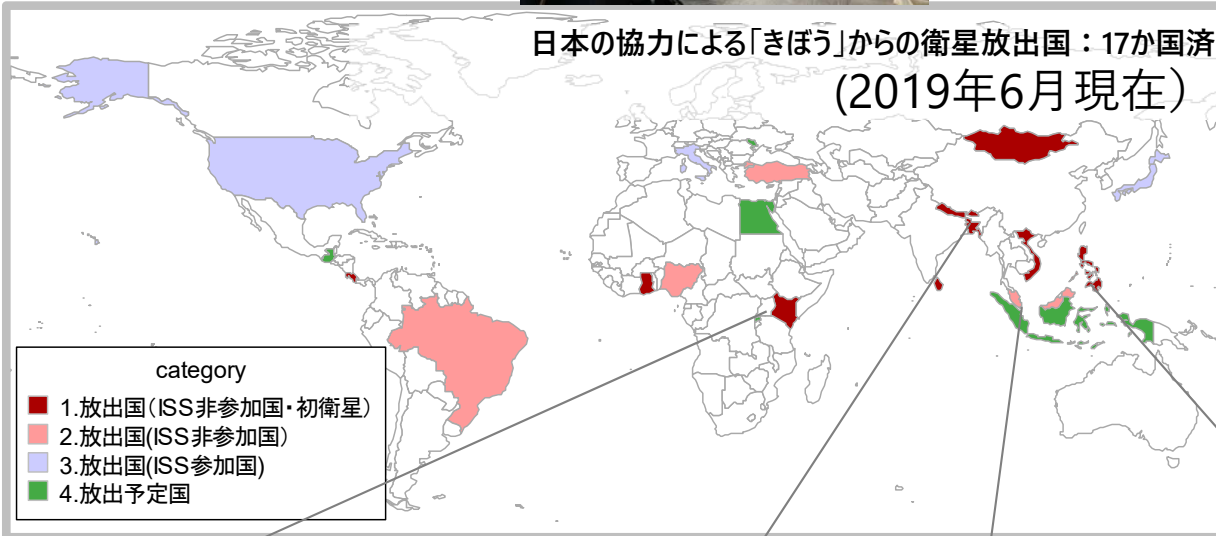 日本の協力による「きぼう」からの衛星放出国：17か国済
(2019年6月現在）
category
1.放出国（ISS非参加国・初衛星）
2.放出国(ISS非参加国）
3.放出国(ISS参加国)
4.放出予定国